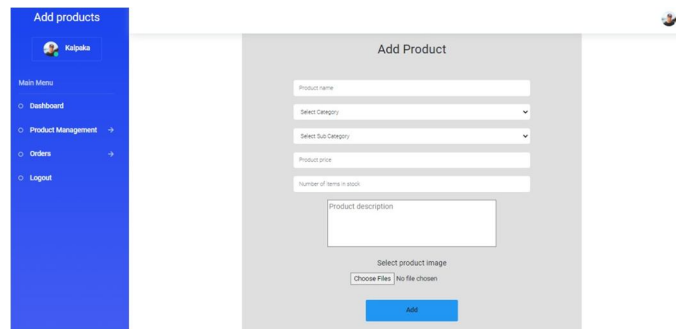 Add products
Kalpaka
Main Menu
Dashboard
Product Management
Orders
Logout
Add Product
Product name
Select Category
Select Sub Category
Product price
Number of items in stock
Product description
Select product image
Choose Files No file chosen
Add